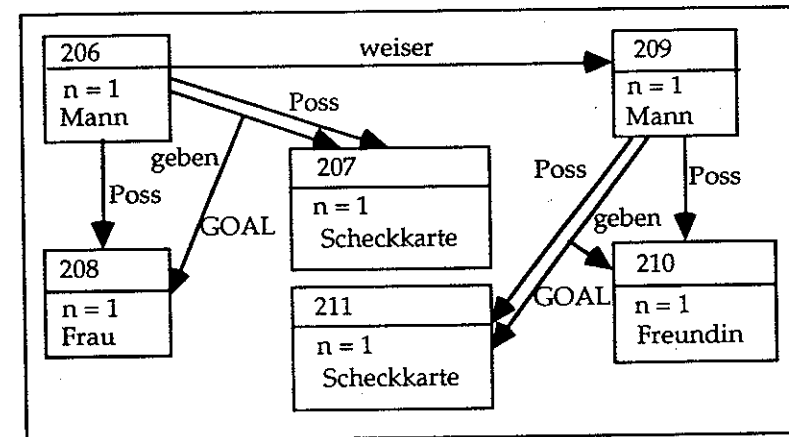 206
n = 1
Mann
weiser
209
n = 1
Mann
Poss
geben
Poss
GOAL
207
n = 1
Scheckkarte
208
n = 1
Frau
Poss
Poss
geben
GOAL
210
n = 1
Freundin
211
n = 1
Scheckkarte